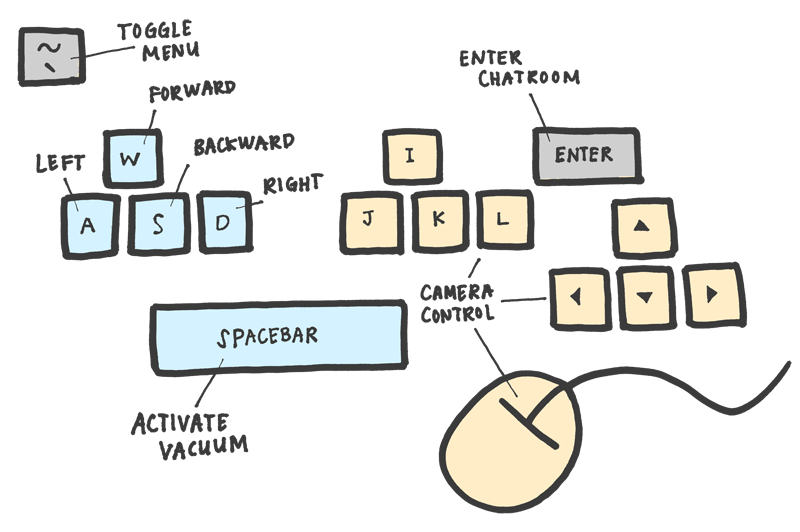 ~
`
TOGGLE
MENU
FORWARD
ENTER
CHATROOM
LEFT
W
BACKWARD
I
ENTER
RIGHT
A
S
D
J
K
L
CAMERA
CONTROL
SPACEBAR
ACTIVATE
VACUUM